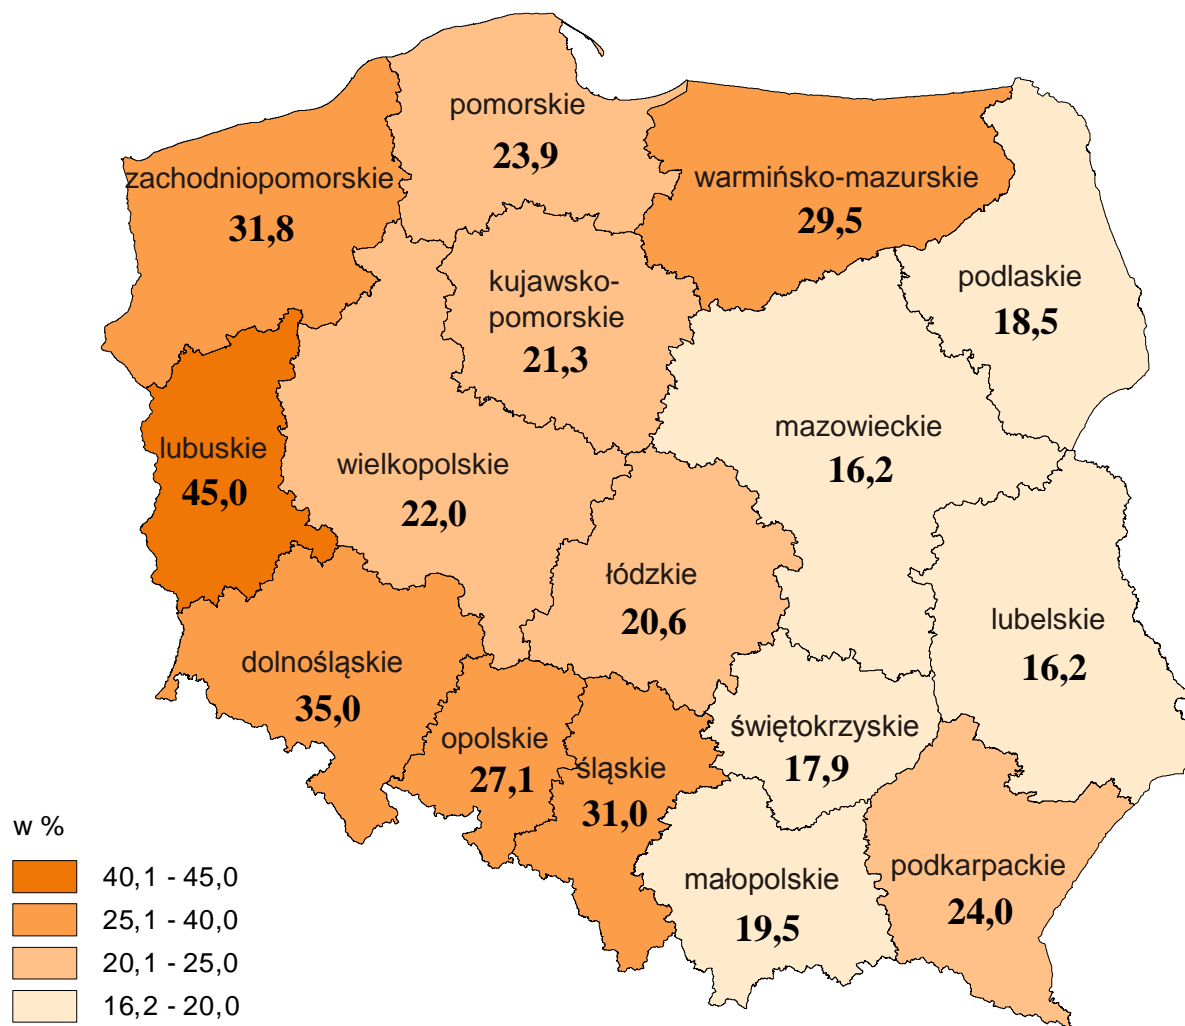 pomorskie
23,9
zachodniopomorskie
31,8
warmińsko-mazurskie
29,5
kujawsko-
pomorskie
21,3
podlaskie
18,5
lubuskie
45,0
wielkopolskie
22,0
mazowieckie
16,2
łódzkie
20,6
lubelskie
16,2
dolnośląskie
35,0
opolskie
27,1
śląskie
31,0
świętokrzyskie
17,9
małopolskie
19,5
podkarpackie
24,0
w %
40,1 - 45,0
25,1 - 40,0
20,1 - 25,0
16,2 - 20,0